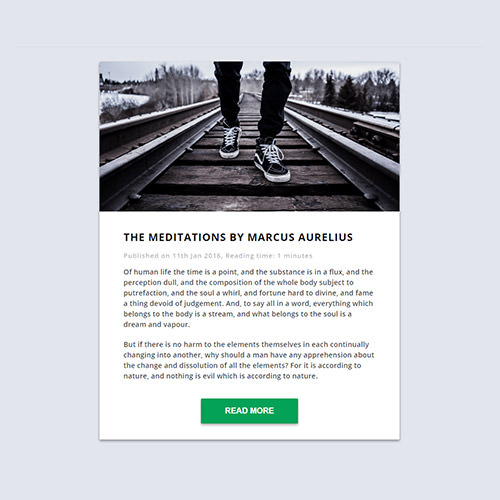 THE MEDITATIONS BY MARCUS AURELIUS
Published on 11th Jan 2016, Reading time: 1 minutes
Of human life the time is a point, and the substance is in a flux, and the
perception dull, and the composition of the whole body subject to
putrefaction, and the soul a whirl, and fortune hard to divine, and fame
a thing devoid of judgement. And, to say all in a word, everything which
belongs to the body is a stream, and what belongs to the soul is a
dream and vapour.
But if there is no harm to the elements themselves in each continually
changing into another, why should a man have any apprehension about
the change and dissolution of all the elements? For it is according to
nature, and nothing is evil which is according to nature.
READ MORE